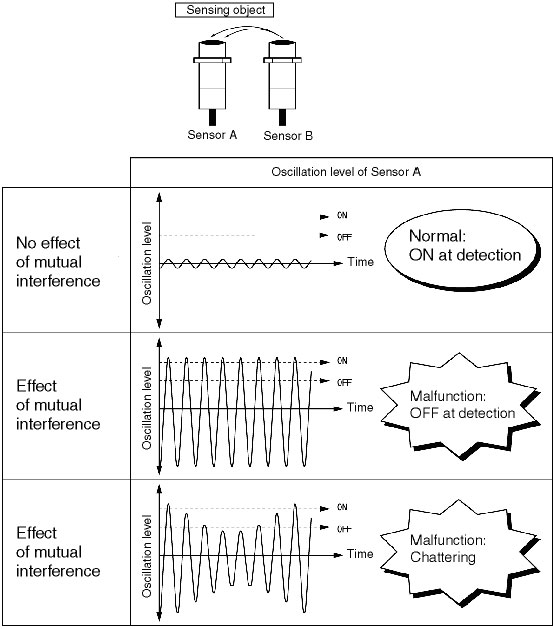 Sensing object
Sensor A
Sensor B
Oscillation level of Sensor A
No effect
of mutual
interference
Oscillation level
ON
OFF
Time
Normal:
ON at detection
Effect
of mutual
interference
Oscillation level
ON
OFF
Time
Malfunction:
OFF at detection
Effect
of mutual
interference
Oscillation level
ON
OFF
Time
Malfunction:
Chattering